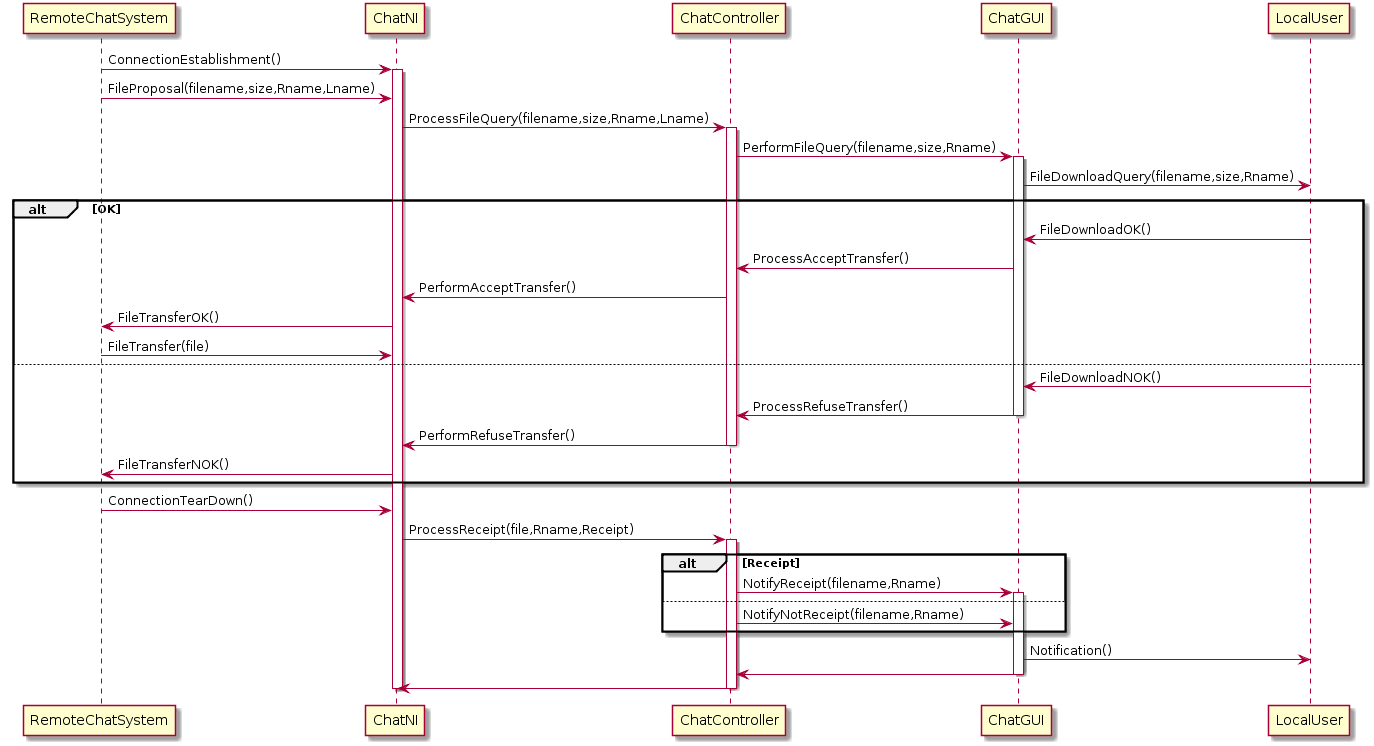 RemoteChatSystem ChatNI ChatController ChatGUI LocalUser
ConnectionEstablishment()
FileProposal(filename,size,Rname,Lname)
ProcessFileQuery(filename,size,Rname,Lname)
PerformFileQuery(filename,size,Rname)
FileDownloadQuery(filename,size,Rname)
alt [OK]
FileDownloadOK()
ProcessAcceptTransfer()
PerformAcceptTransfer()
FileTransferOK()
FileTransfer(file)
FileDownloadNOK()
ProcessRefuseTransfer()
PerformRefuseTransfer()
FileTransferNOK()
ConnectionTearDown()
ProcessReceipt(file,Rname,Receipt)
alt [Receipt]
NotifyReceipt(filename,Rname)
NotifyNotReceipt(filename,Rname)
Notification()
RemoteChatSystem ChatNI ChatController ChatGUI LocalUser